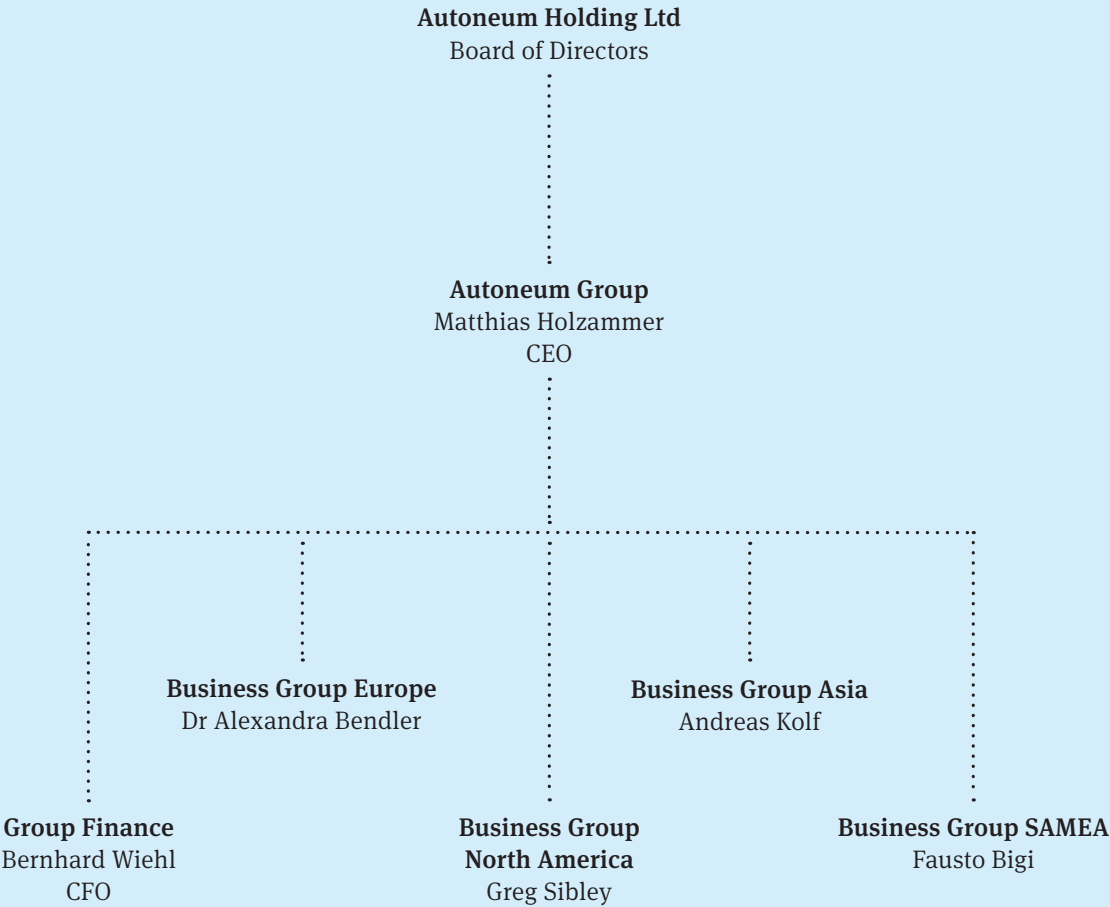 Autoneum Holding Ltd
Board of Directors
Autoneum Group
Matthias Holzammer
CEO
Business Group Europe
Dr Alexandra Bendler
Business Group Asia
Andreas Kolf
Group Finance
Bernhard Wiehl
CFO
Business Group
North America
Greg Sibley
Business Group SAMEA
Fausto Bigi